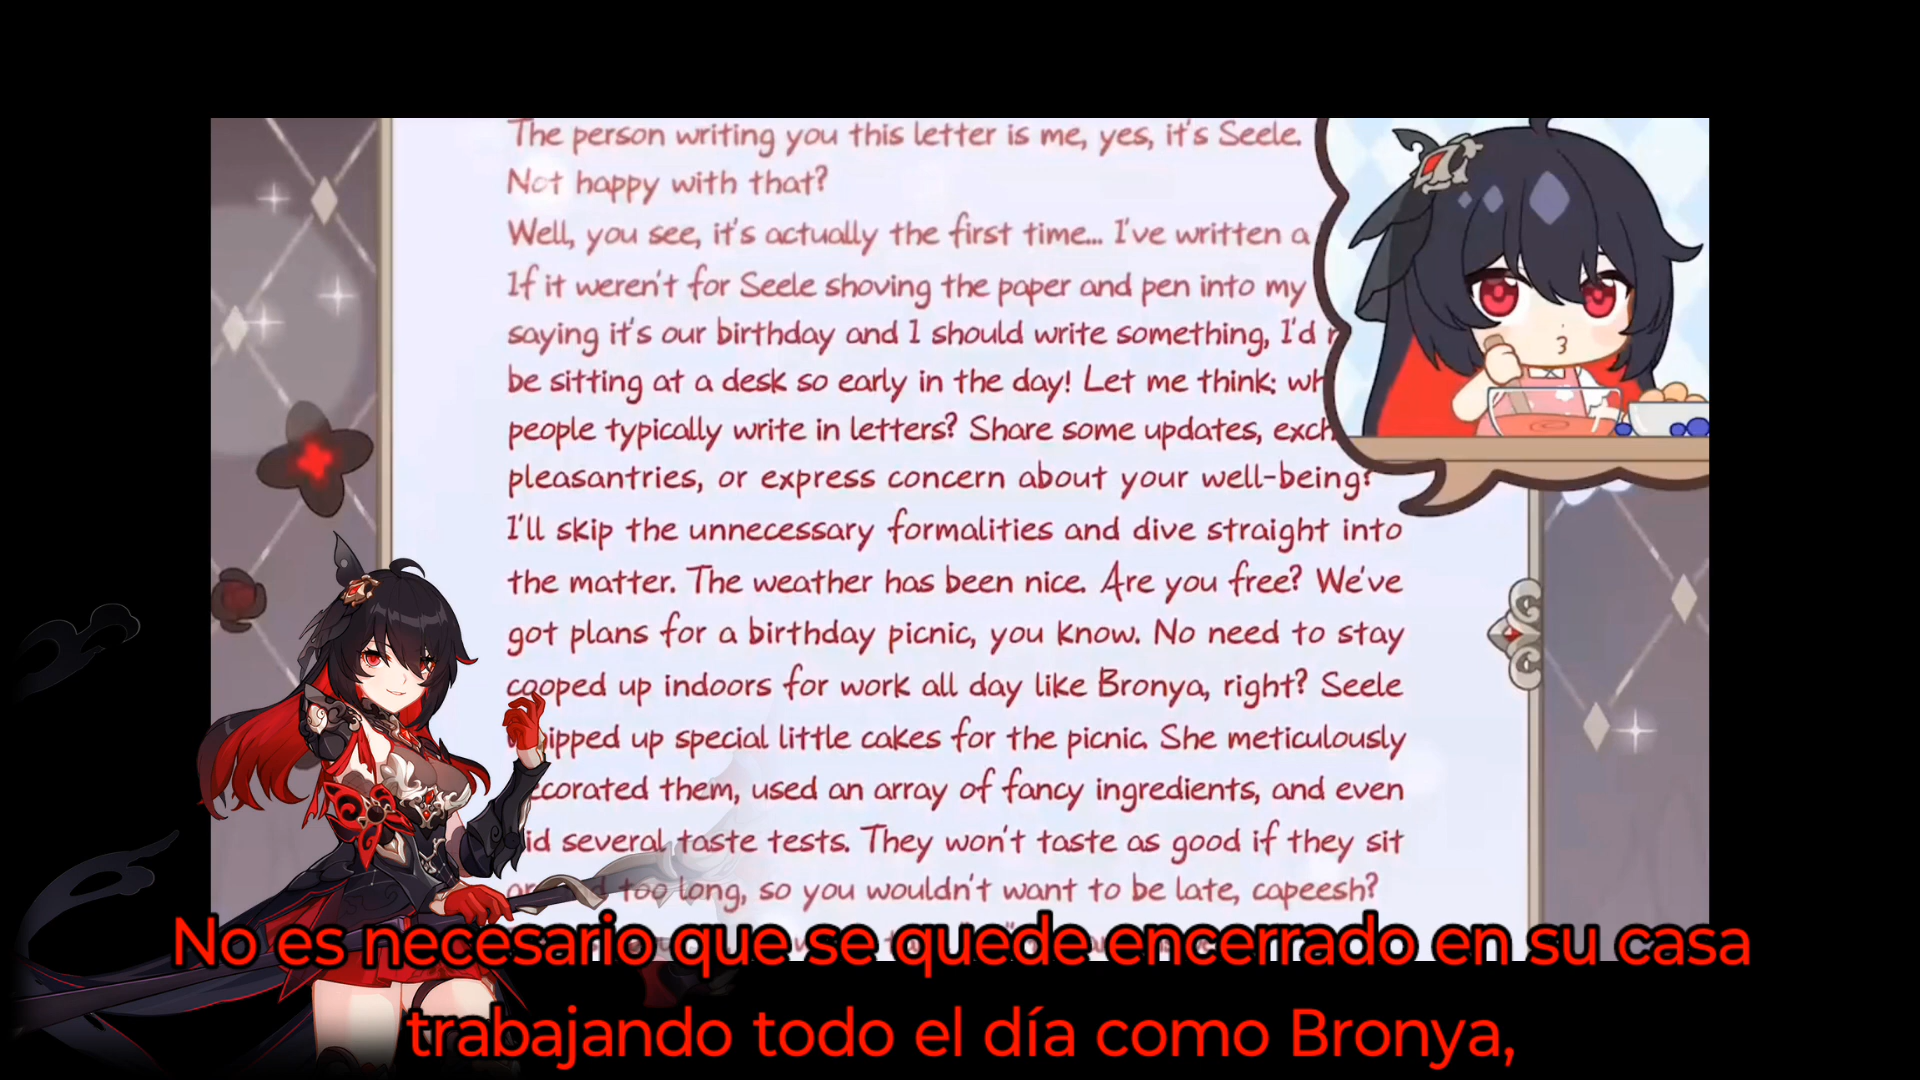 The person writing you this letter is me, yes, it's Seele.
Not happy with that?
Well, you see, it's actually the first time... I've written a
If it weren't for Seele shoving the paper and pen into my
saying it's our birthday and I should write something, I'd
be sitting at a desk so early in the day! Let me think:
people typically write in letters? Share some updates,
pleasantries, or express concern about your well-being?
I'll skip the unnecessary formalities and dive straight into
the matter. The weather has been nice. Are you free? We've
got plans for a birthday picnic, you know. No need to stay
cooped up indoors for work all day like Bronya, right? Seele
up special little cakes for the picnic. She meticulously
them, used an array of fancy ingredients, and even
several taste tests. They won't taste as good if they sit
too long, so you wouldn't want to be late, capeesh?
No es necesario que se quede encerrado en su casa
trabajando todo el día como Bronya,